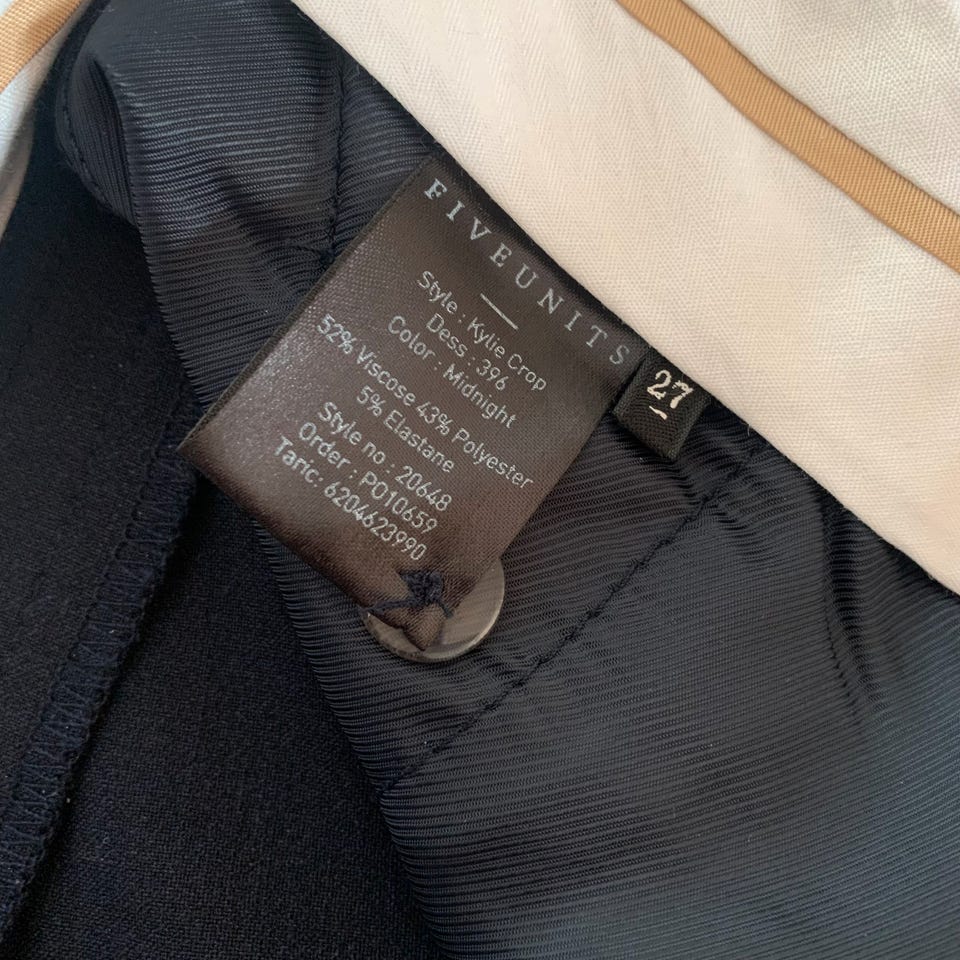 FIVEUNITS
Style : Kylie Crop
Dess : 396
Color : Midnight
52% Viscose 43% Polyester
5% Elastane
Style no : 20648
Order : PO10659
Taric: 6204623990
27